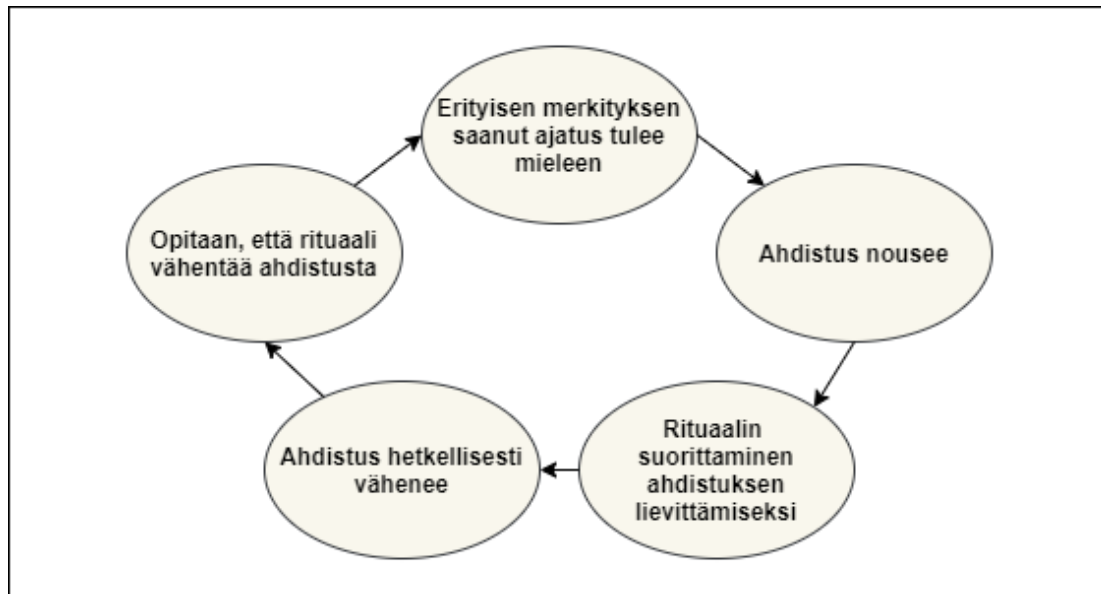 Erityisen merkityksen
saanut ajatus tulee
mieleen
Ahdistus nousee
Rituaalin
suorittaminen
ahdistuksen
lievittämiseksi
Ahdistus hetkellisesti
vähenee
Opitaan, että rituaali
vähentää ahdistusta